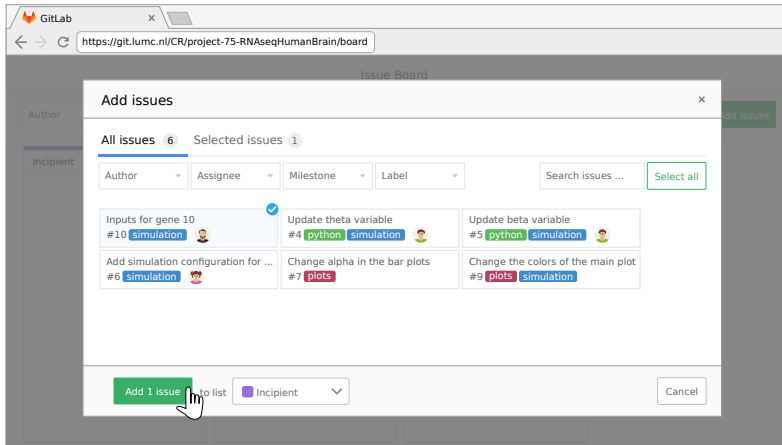 GitLab ×
https://git.lumc.nl/CR/project-75-RNAseqHumanBrain/board
Issue Board
Author
Add issues
Incipient
Add issues ×
All issues 6 Selected issues 1
Author Assignee Milestone Label Search issues ... Select all
Inputs for gene 10
#10 simulation
Update theta variable
#4 python simulation
Update beta variable
#5 python simulation
Add simulation configuration for ...
#6 simulation
Change alpha in the bar plots
#7 plots
Change the colors of the main plot
#9 plots simulation
Add 1 issue to list Incipient Cancel